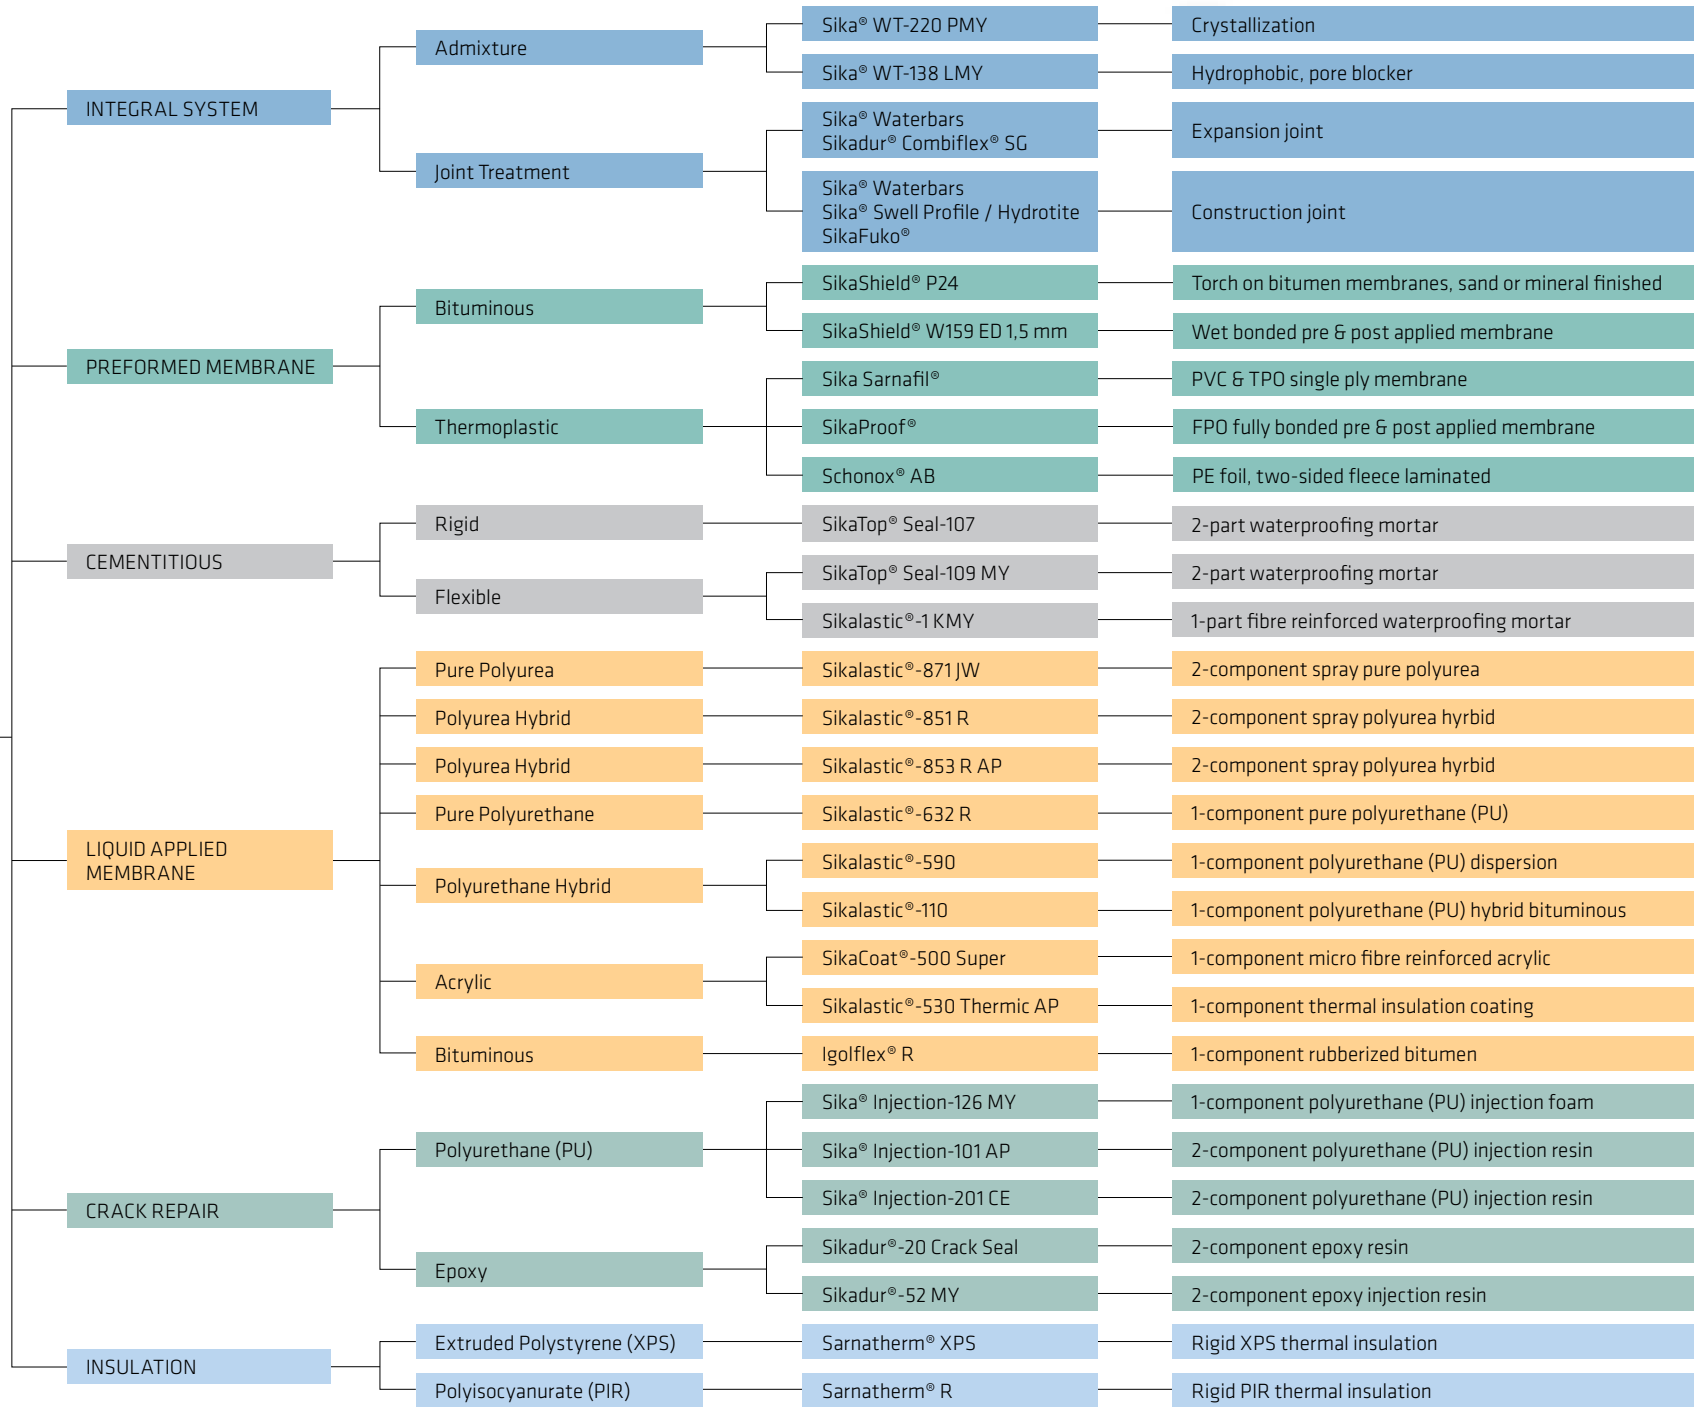 INTEGRAL SYSTEM
Admixture
Sika® WT-220 PMY
Crystallization
Sika® WT-138 LMY
Hydrophobic, pore blocker
Joint Treatment
Sika® Waterbars
Sikadur® Combiflex® SG
Expansion joint
Sika® Waterbars
Sika® Swell Profile / Hydrotite
SikaFuko®
Construction joint
PREFORMED MEMBRANE
Bituminous
SikaShield® P24
Torch on bitumen membranes, sand or mineral finished
SikaShield® W159 ED 1,5 mm
Wet bonded pre & post applied membrane
Thermoplastic
Sika Sarnafil®
PVC & TPO single ply membrane
SikaProof®
FPO fully bonded pre & post applied membrane
Schonox® AB
PE foil, two-sided fleece laminated
CEMENTITIOUS
Rigid
SikaTop® Seal-107
2-part waterproofing mortar
Flexible
SikaTop® Seal-109 MY
2-part waterproofing mortar
Sikalastic®-1 KMY
1-part fibre reinforced waterproofing mortar
LIQUID APPLIED
MEMBRANE
Pure Polyurea
Sikalastic®-871 JW
2-component spray pure polyurea
Polyurea Hybrid
Sikalastic®-851 R
2-component spray polyurea hyrbid
Polyurea Hybrid
Sikalastic®-853 R AP
2-component spray polyurea hyrbid
Pure Polyurethane
Sikalastic®-632 R
1-component pure polyurethane (PU)
Polyurethane Hybrid
Sikalastic®-590
1-component polyurethane (PU) dispersion
Sikalastic®-110
1-component polyurethane (PU) hybrid bituminous
Acrylic
SikaCoat®-500 Super
1-component micro fibre reinforced acrylic
Sikalastic®-530 Thermic AP
1-component thermal insulation coating
Bituminous
Igolflex® R
1-component rubberized bitumen
CRACK REPAIR
Polyurethane (PU)
Sika® Injection-126 MY
1-component polyurethane (PU) injection foam
Sika® Injection-101 AP
2-component polyurethane (PU) injection resin
Sika® Injection-201 CE
2-component polyurethane (PU) injection resin
Epoxy
Sikadur®-20 Crack Seal
2-component epoxy resin
Sikadur®-52 MY
2-component epoxy injection resin
INSULATION
Extruded Polystyrene (XPS)
Sarnatherm® XPS
Rigid XPS thermal insulation
Polyisocyanurate (PIR)
Sarnatherm® R
Rigid PIR thermal insulation